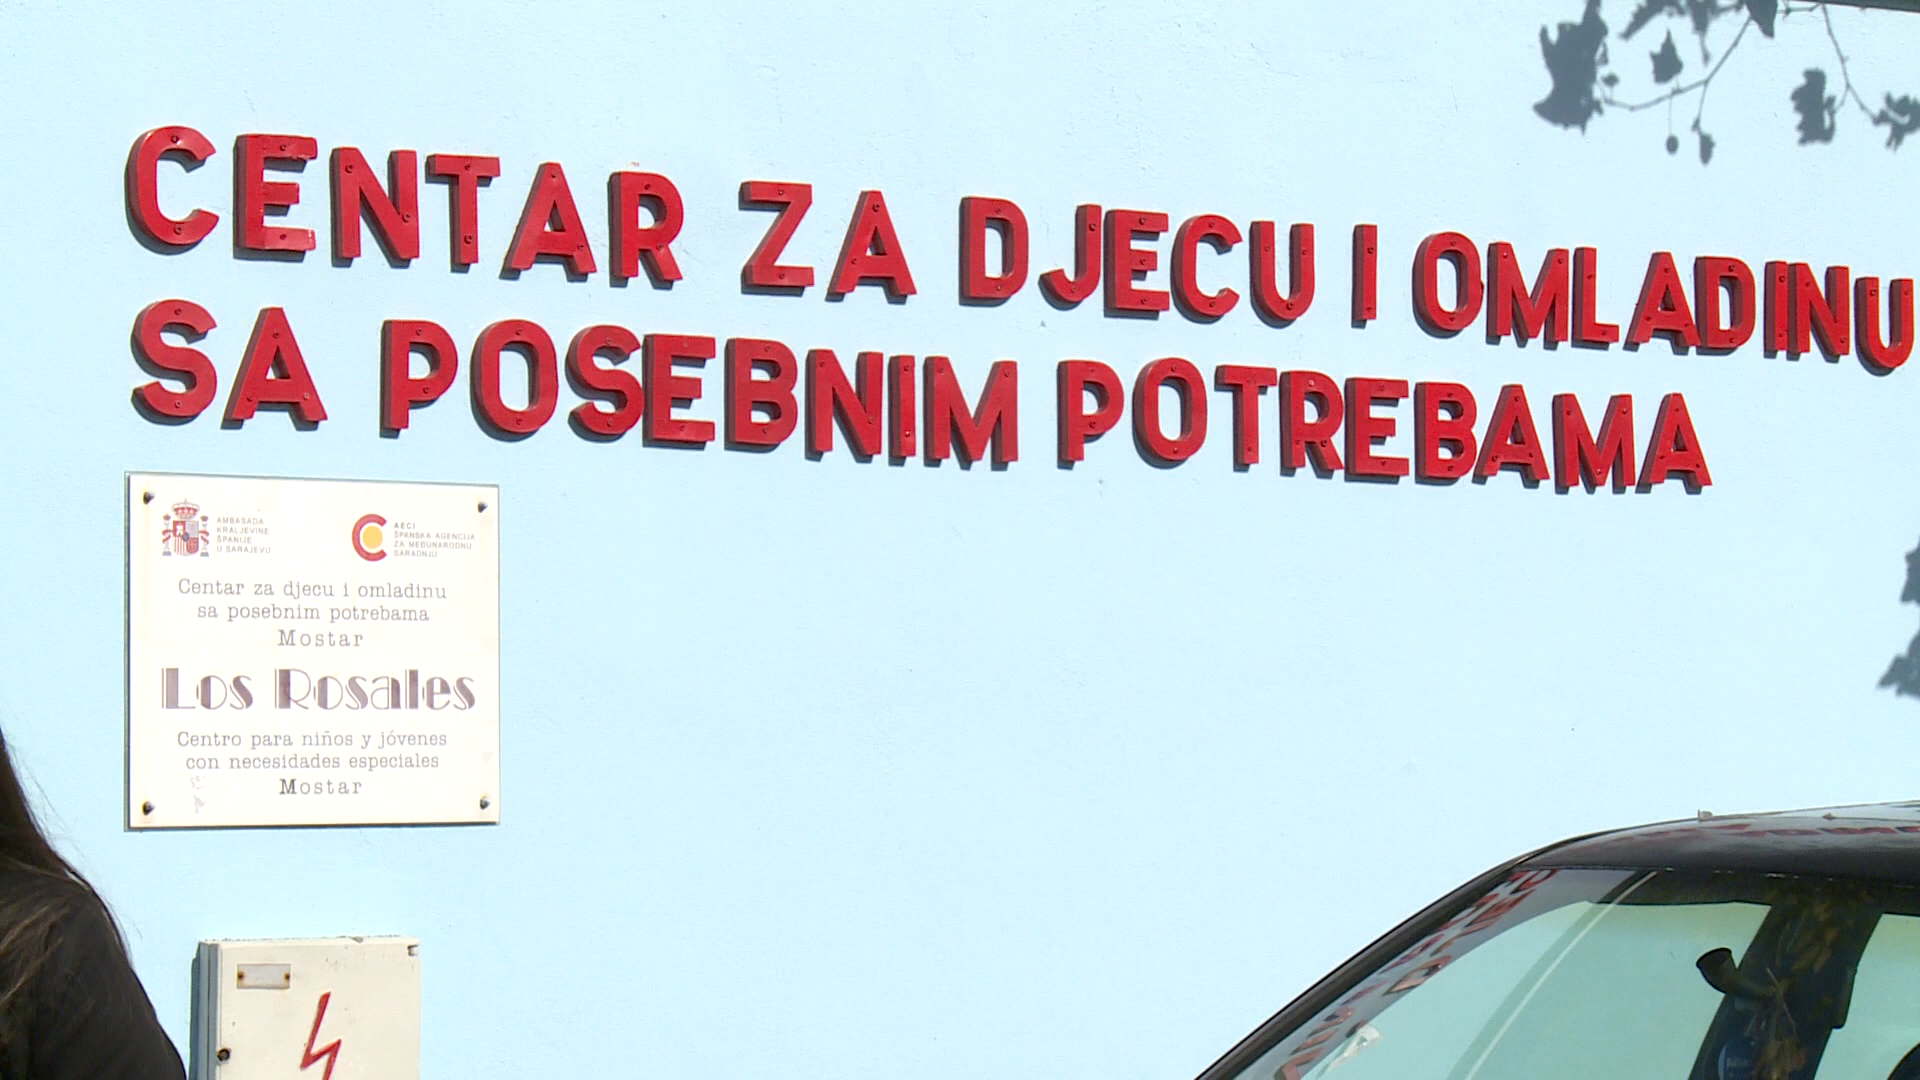 CENTAR ZA DJECU I OMLADINU
SA POSEBNIM POTREBAMA
AMBASADA
KRALJEVINE
ŠPANIJE
U SARAJEVU
AECI
ŠPANSKA AGENCIJA
ZA MEĐUNARODNU
SARADNJU
Centar za djecu i omladinu
sa posebnim potrebama
Mostar
Los Rosales
Centro para niños y jóvenes
con necesidades especiales
Mostar